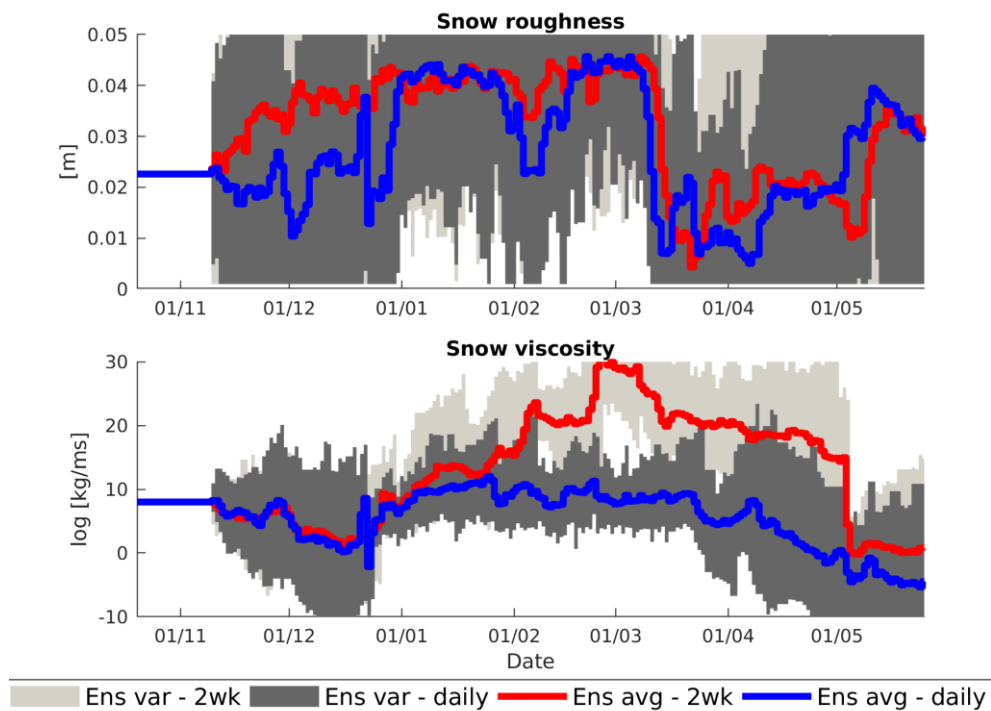 Snow roughness
0.05
0.04
0.03
0.02
0.01
0
[m]
01/11 01/12 01/01 01/02 01/03 01/04 01/05
Snow viscosity
30
20
10
0
-10
log [kg/ms]
01/11 01/12 01/01 01/02 01/03 01/04 01/05
Date
Ens var - 2wk Ens var - daily Ens avg - 2wk Ens avg - daily